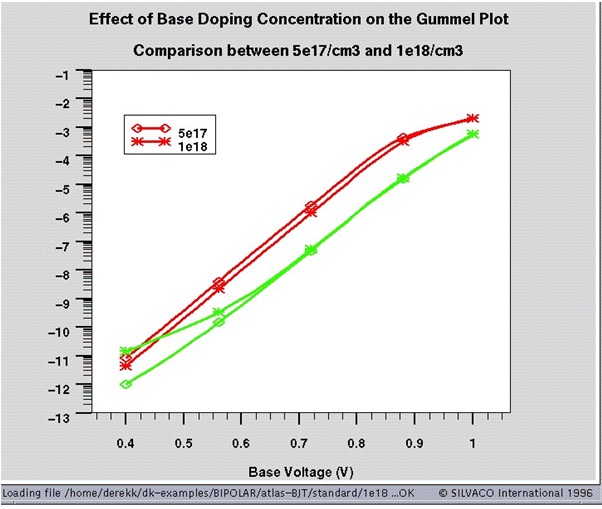 Effect of Base Doping Concentration on the Gummel Plot
Comparison between 5e17/cm3 and 1e18/cm3
−1
−2
−3
−4
−5
−6
−7
−8
−9
−10
−11
−12
−13
5e17
1e18
0.4 0.5 0.6 0.7 0.8 0.9 1
Base Voltage (V)
Loading file /home/derekk/dk-examples/BIPOLAR/atlas-BJT/standard/1e18 ...OK © SILVACO International 1996